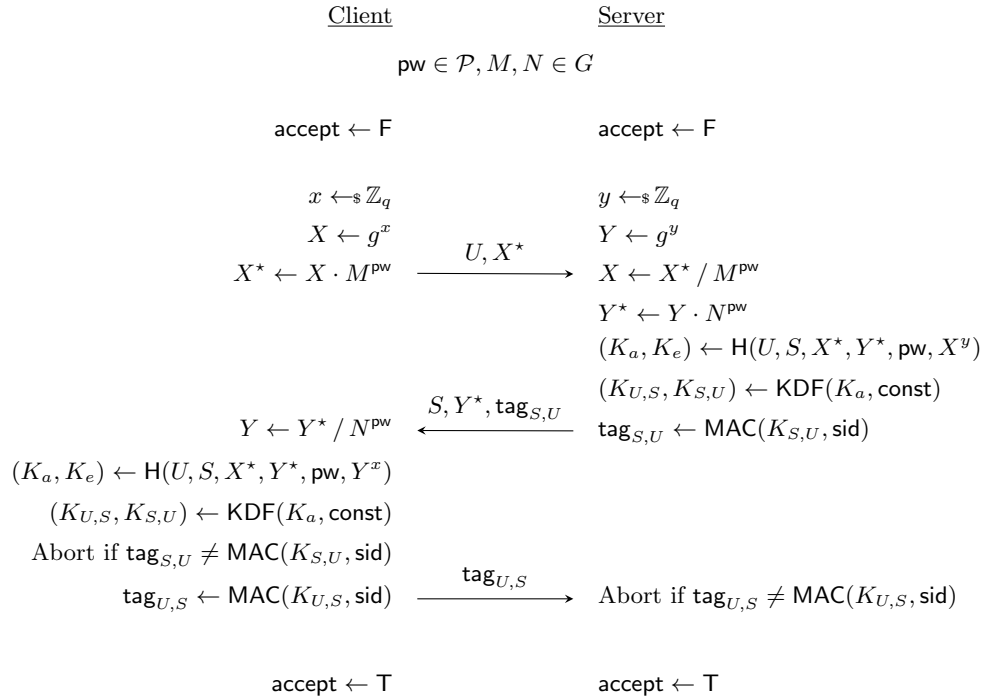 Client Server
pw ∈ 𝒫, M, N ∈ G
accept ← F accept ← F
x ←$ ℤ_q y ←$ ℤ_q
X ← g^x Y ← g^y
X⋆ ← X · M^pw U, X⋆ X ← X⋆ / M^pw
Y⋆ ← Y · N^pw
(K_a, K_e) ← H(U, S, X⋆, Y⋆, pw, X^y)
(K_{U,S}, K_{S,U}) ← KDF(K_a, const)
Y ← Y⋆ / N^pw S, Y⋆, tag_{S,U} tag_{S,U} ← MAC(K_{S,U}, sid)
(K_a, K_e) ← H(U, S, X⋆, Y⋆, pw, Y^x)
(K_{U,S}, K_{S,U}) ← KDF(K_a, const)
Abort if tag_{S,U} ≠ MAC(K_{S,U}, sid)
tag_{U,S} ← MAC(K_{U,S}, sid) tag_{U,S} Abort if tag_{U,S} ≠ MAC(K_{U,S}, sid)
accept ← T accept ← T